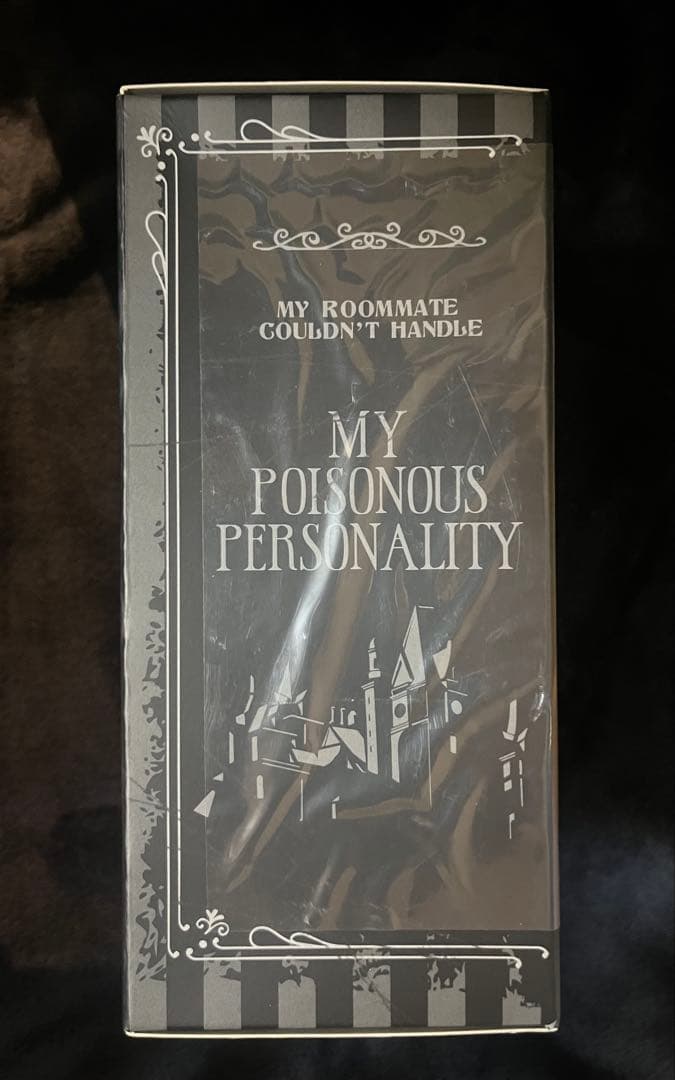 MY ROOMMATE
COULDN'T HANDLE
MY
POISONOUS
PERSONALITY